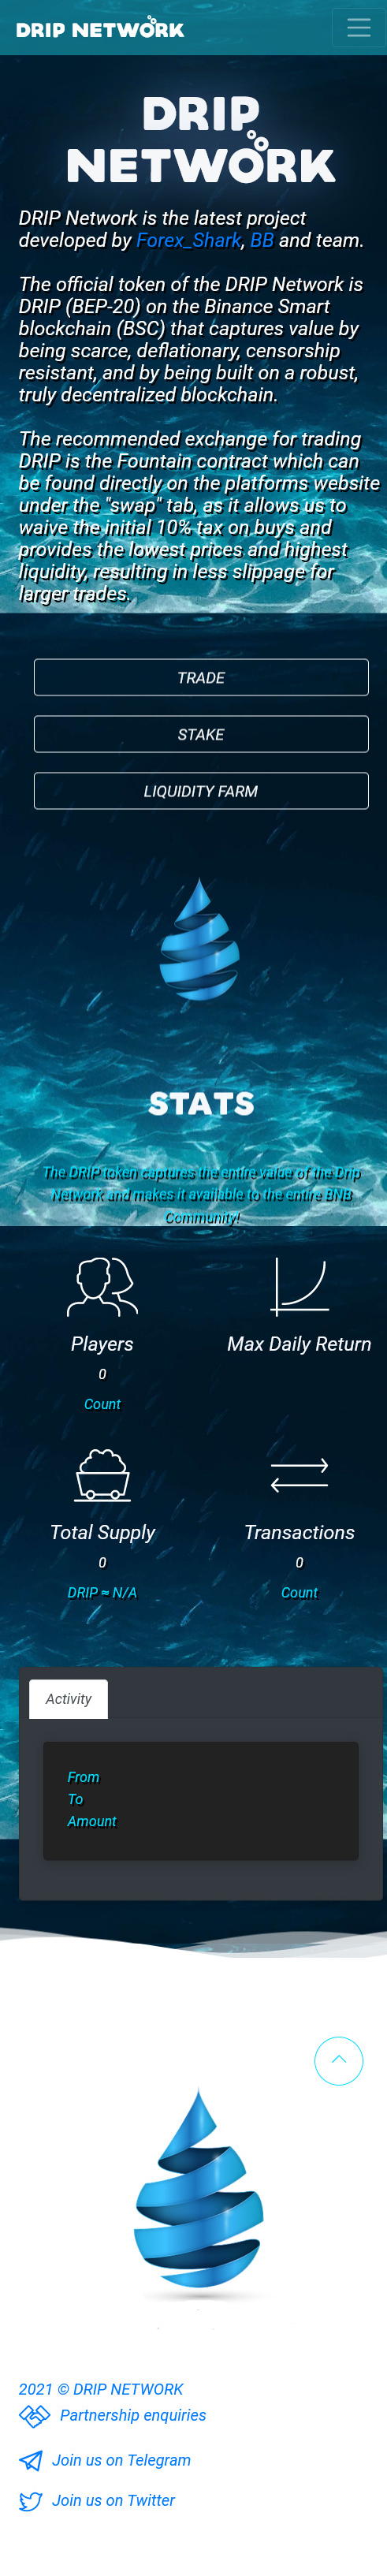 DRIP NETWORK
DRIP
NETWORK
DRIP Network is the latest project
developed by Forex_Shark, BB and team.
The official token of the DRIP Network is
DRIP (BEP-20) on the Binance Smart
blockchain (BSC) that captures value by
being scarce, deflationary, censorship
resistant, and by being built on a robust,
truly decentralized blockchain.
The recommended exchange for trading
DRIP is the Fountain contract which can
be found directly on the platforms website
under the "swap" tab, as it allows us to
waive the initial 10% tax on buys and
provides the lowest prices and highest
liquidity, resulting in less slippage for
larger trades.
TRADE
STAKE
LIQUIDITY FARM
STATS
The DRIP token captures the entire value of the Drip
Network and makes it available to the entire BNB
Community!
Players
0
Count
Max Daily Return
Total Supply
0
DRIP ≈ N/A
Transactions
0
Count
Activity
From
To
Amount
2021 © DRIP NETWORK
Partnership enquiries
Join us on Telegram
Join us on Twitter